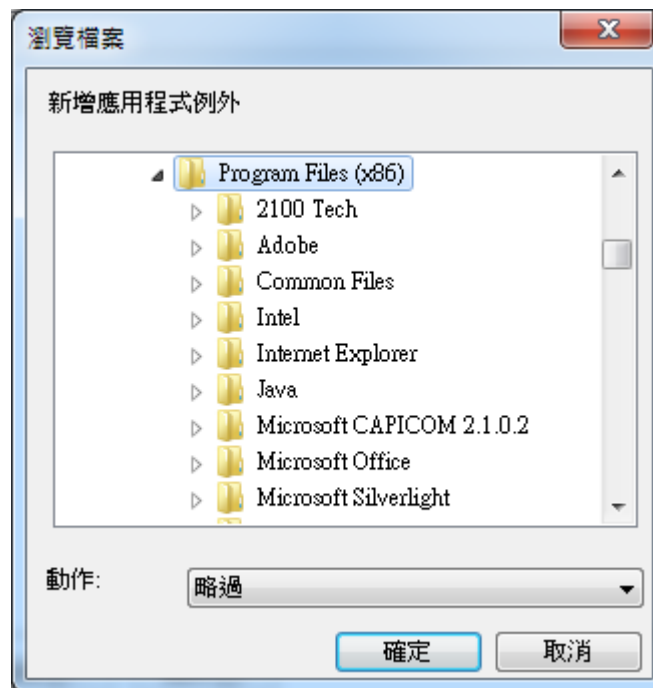 瀏覽檔案
新增應用程式例外
Program Files (x86)
2100 Tech
Adobe
Common Files
Intel
Internet Explorer
Java
Microsoft CAPICOM 2.1.0.2
Microsoft Office
Microsoft Silverlight
動作:
略過
確定
取消